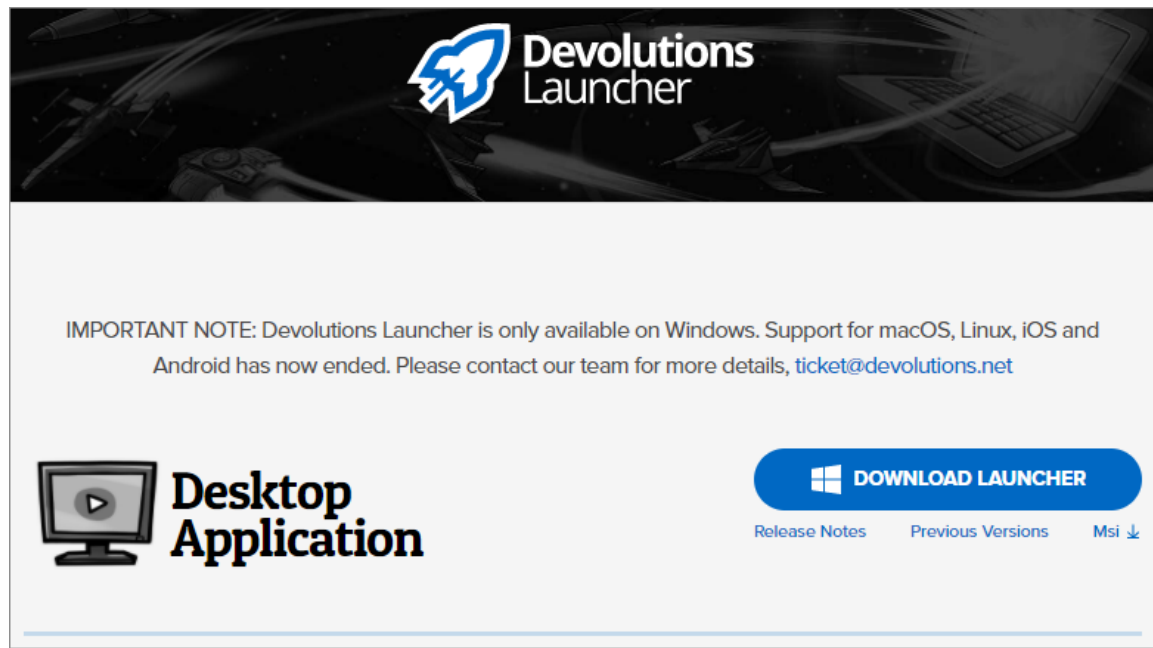 Devolutions
Launcher
IMPORTANT NOTE: Devolutions Launcher is only available on Windows. Support for macOS, Linux, iOS and
Android has now ended. Please contact our team for more details, ticket@devolutions.net
Desktop
Application
DOWNLOAD LAUNCHER
Release Notes Previous Versions Msi